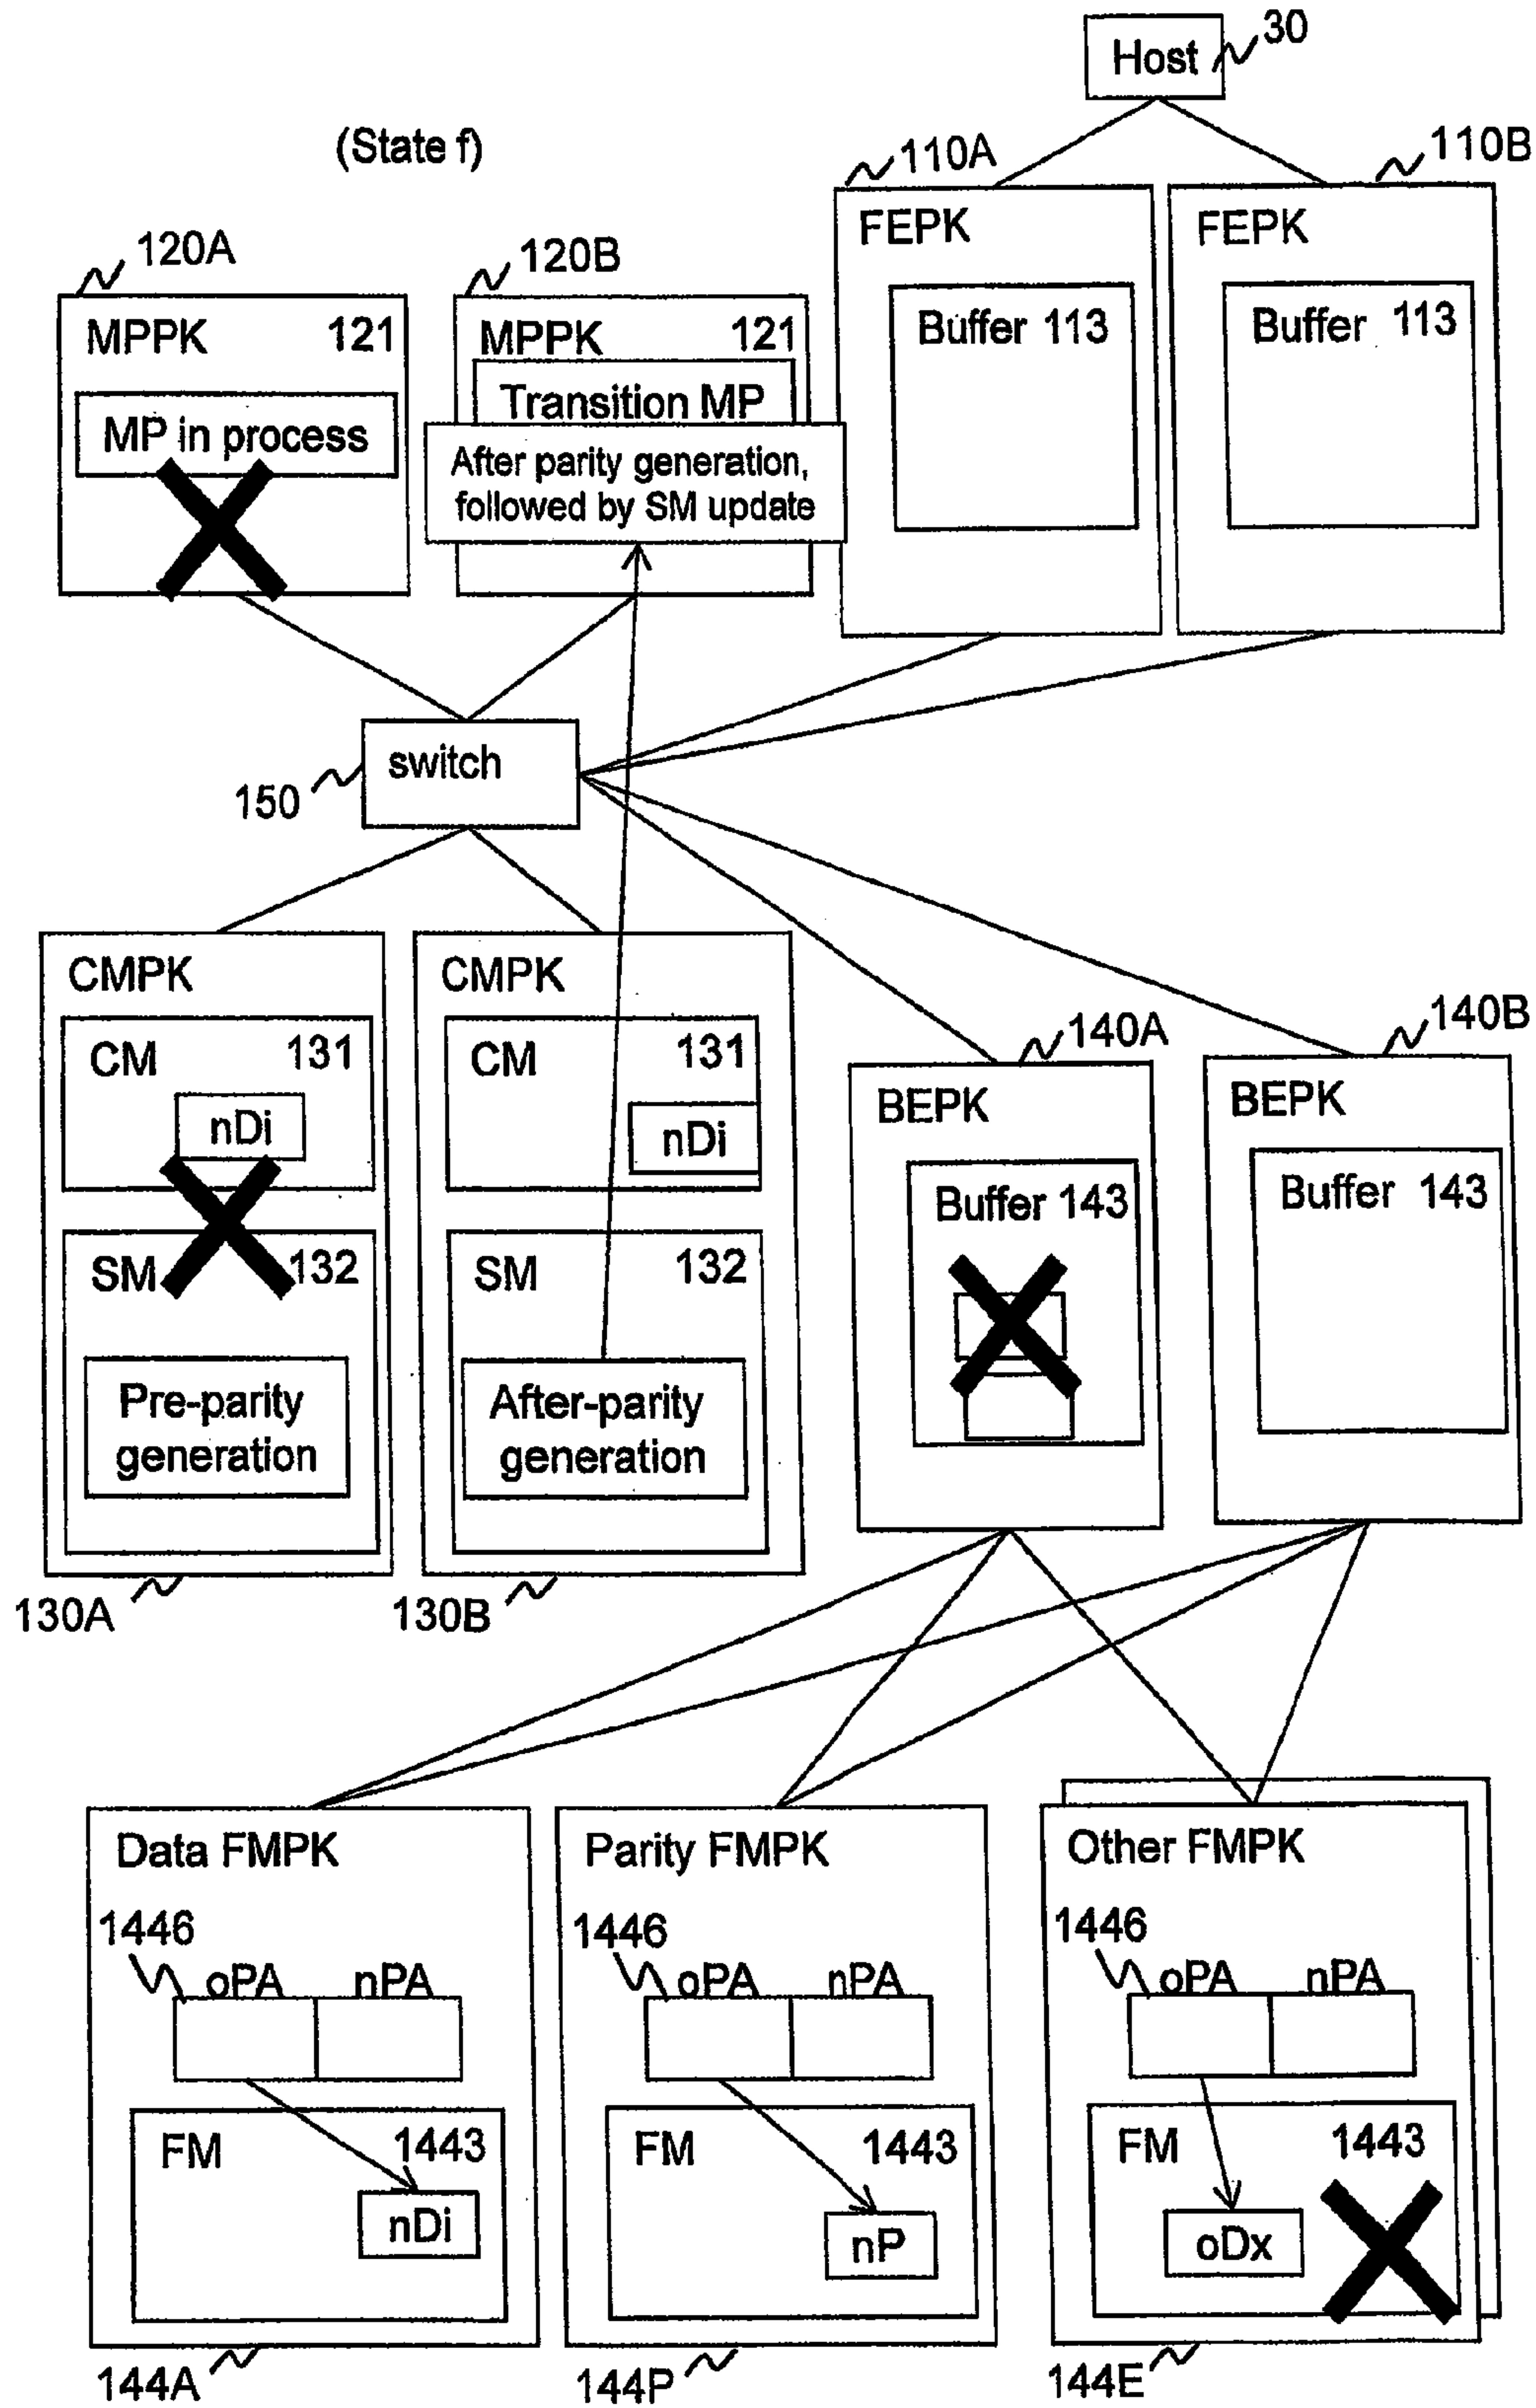 Host
30
(State f)
110A
110B
FEPK
Buffer 113
FEPK
Buffer 113
120A
MPPK 121
MP in process
120B
MPPK 121
Transition MP
After parity generation,
followed by SM update
switch
150
CMPK
CM 131
nDi
SM 132
Pre-parity
generation
130A
CMPK
CM 131
nDi
SM 132
After-parity
generation
130B
140A
BEPK
Buffer 143
140B
BEPK
Buffer 143
Data FMPK
1446
oPA nPA
FM 1443
nDi
144A
Parity FMPK
1446
oPA nPA
FM 1443
nP
144P
Other FMPK
1446
oPA nPA
FM 1443
oDx
144E